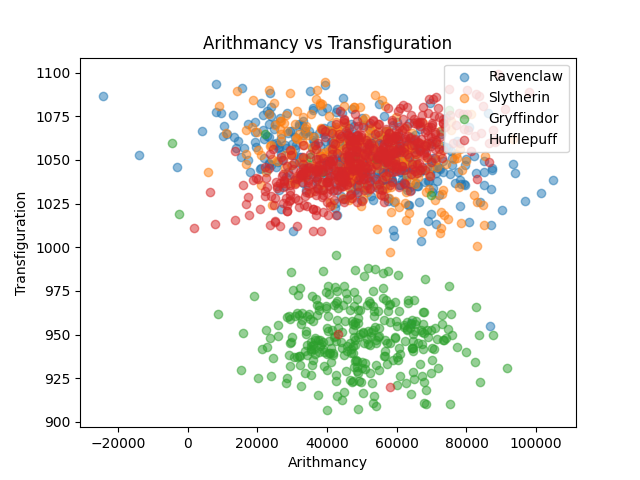 Arithmancy vs Transfiguration
1100
1075
1050
1025
1000
975
950
925
900
Transfiguration
Ravenclaw
Slytherin
Gryffindor
Hufflepuff
−20000 0 20000 40000 60000 80000 100000
Arithmancy